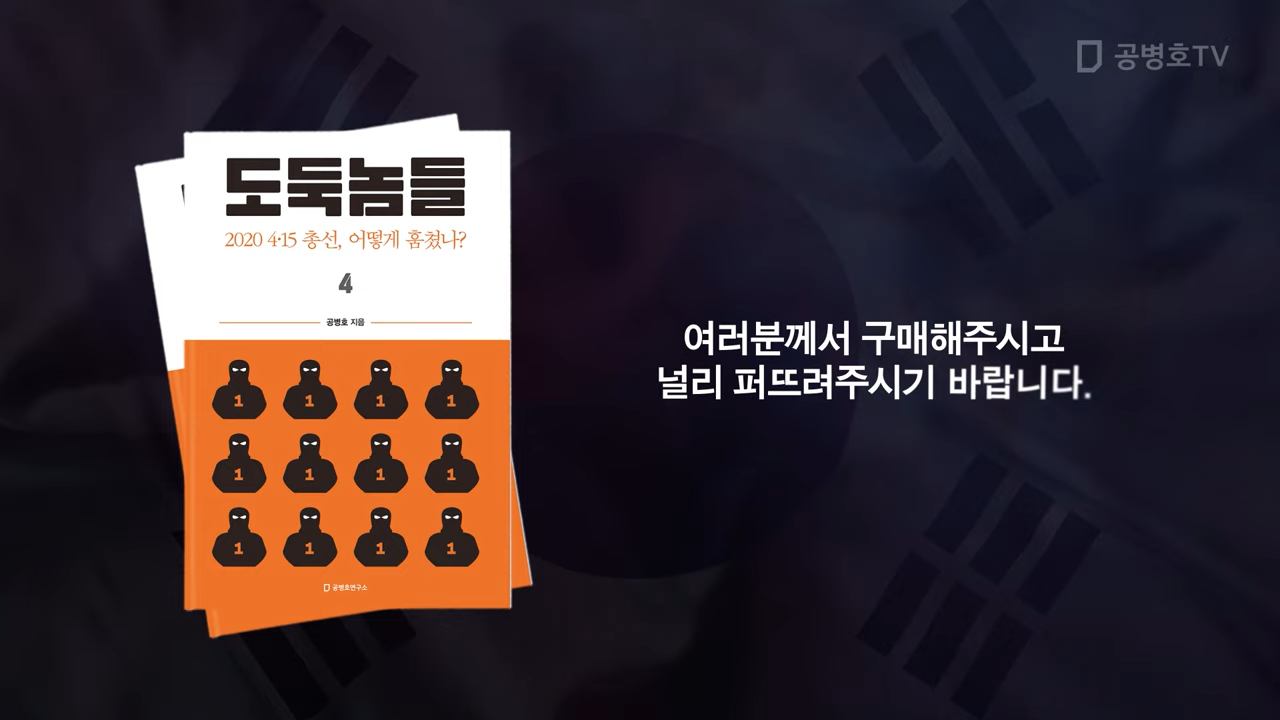 공병호TV
도둑놈들
2020 4·15 총선, 어떻게 훔쳤나?
4
공병호 지음
1 1 1 1
1 1 1 1
1 1 1 1
공병호연구소
여러분께서 구매해주시고
널리 퍼뜨려주시기 바랍니다.